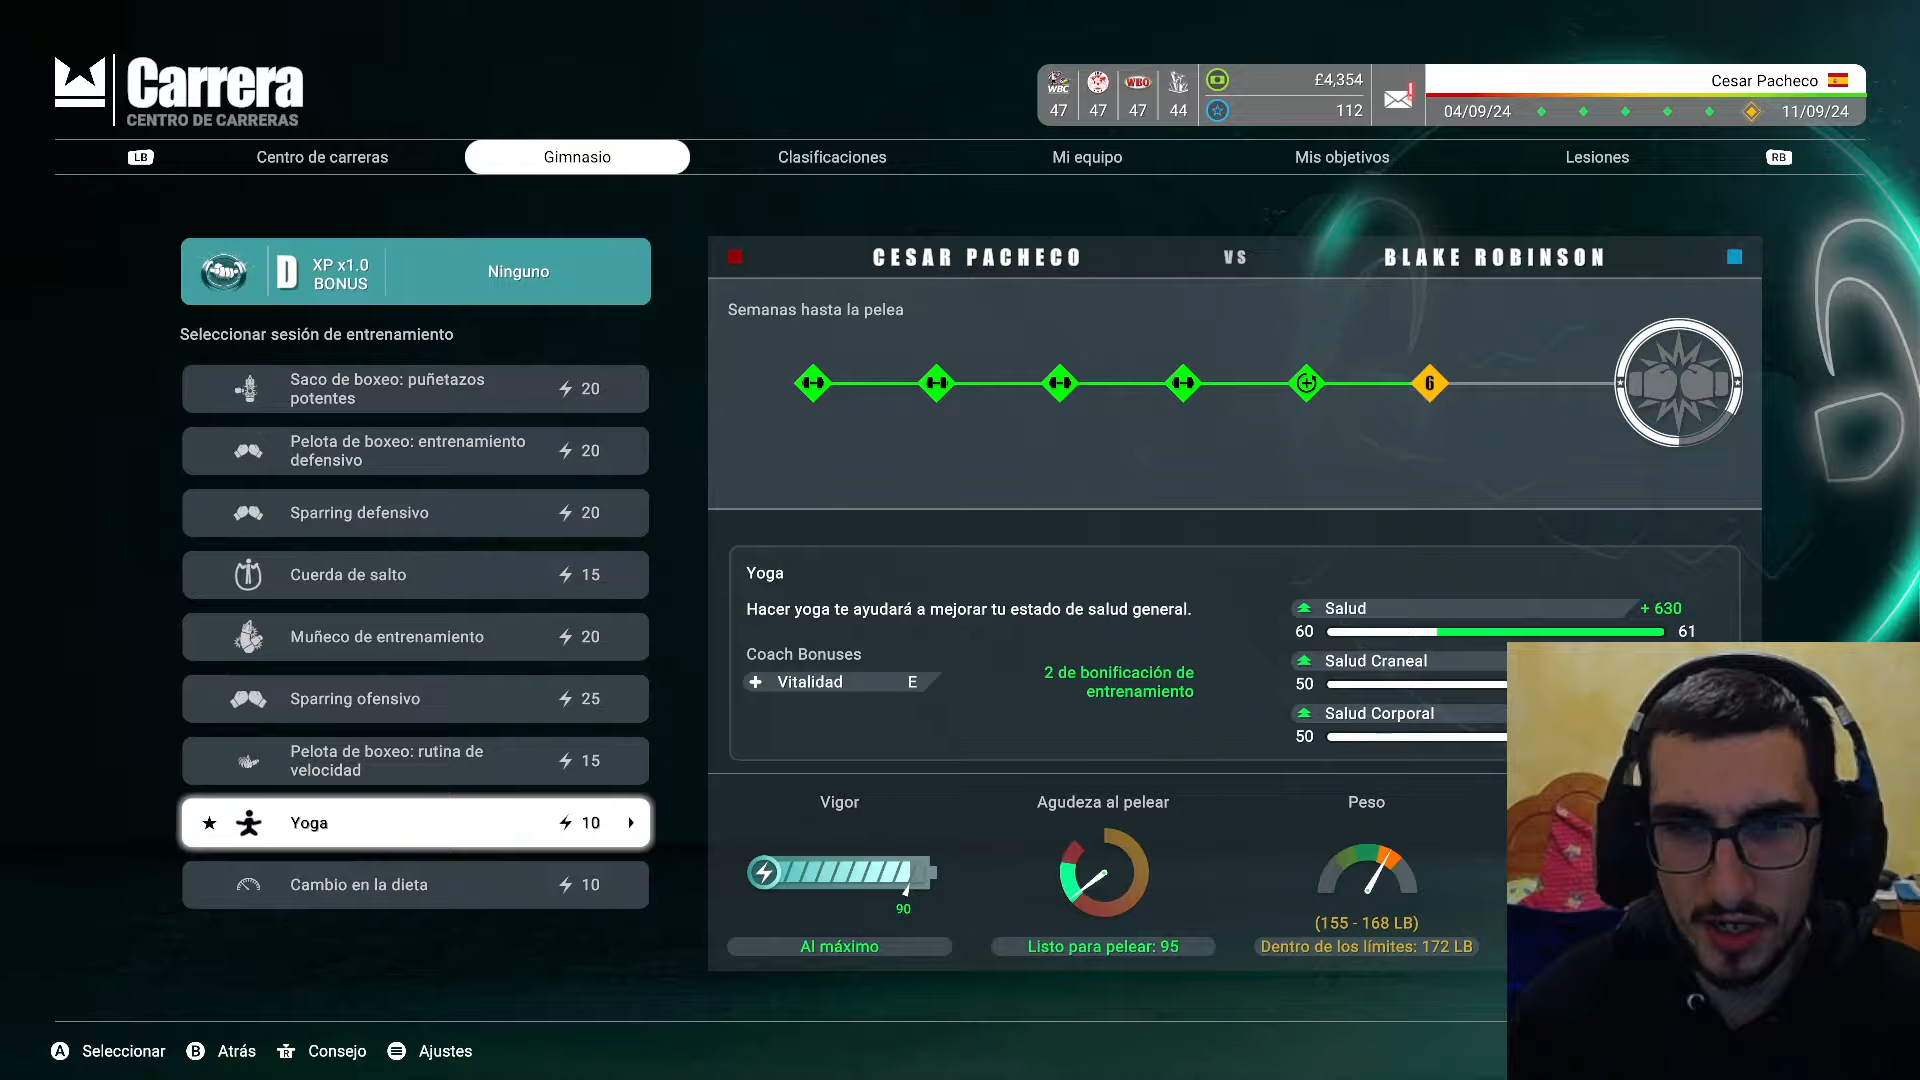 Carrera
CENTRO DE CARRERAS
WBC
WBO
47
47
47
44
£4,354
112
Cesar Pacheco
04/09/24
11/09/24
LB
Centro de carreras
Gimnasio
Clasificaciones
Mi equipo
Mis objetivos
Lesiones
RB
D
XP x1.0
BONUS
Ninguno
Seleccionar sesión de entrenamiento
Saco de boxeo: puñetazos
potentes
20
Pelota de boxeo: entrenamiento
defensivo
20
Sparring defensivo
20
Cuerda de salto
15
Muñeco de entrenamiento
20
Sparring ofensivo
25
Pelota de boxeo: rutina de
velocidad
15
Yoga
10
Cambio en la dieta
10
CESAR PACHECO
VS
BLAKE ROBINSON
Semanas hasta la pelea
6
Yoga
Hacer yoga te ayudará a mejorar tu estado de salud general.
Coach Bonuses
Vitalidad
E
2 de bonificación de
entrenamiento
Salud
+ 630
60
61
Salud Craneal
50
Salud Corporal
50
Vigor
90
Al máximo
Agudeza al pelear
Listo para pelear: 95
Peso
(155 - 168 LB)
Dentro de los límites: 172 LB
A Seleccionar
B Atrás
R Consejo
Ajustes